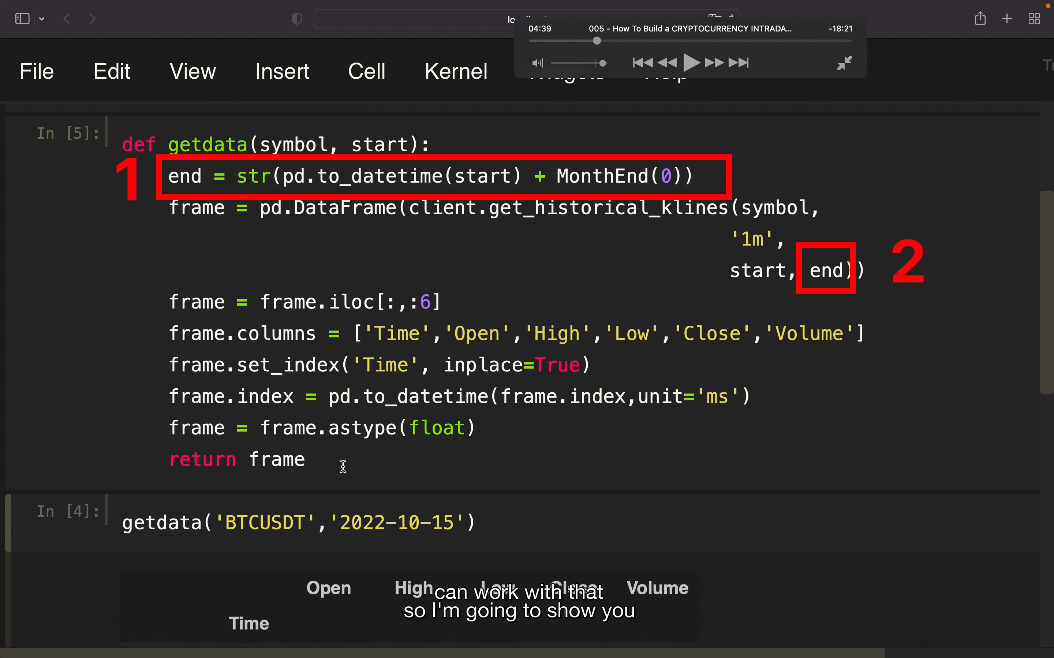 04:39 005 - How To Build a CRYPTOCURRENCY INTRADA... -18:21
File Edit View Insert Cell Kernel
In [5]: def getdata(symbol, start):
1 end = str(pd.to_datetime(start) + MonthEnd(0))
frame = pd.DataFrame(client.get_historical_klines(symbol,
'1m',
start, end)) 2
frame = frame.iloc[:,:6]
frame.columns = ['Time','Open','High','Low','Close','Volume']
frame.set_index('Time', inplace=True)
frame.index = pd.to_datetime(frame.index,unit='ms')
frame = frame.astype(float)
return frame
In [4]: getdata('BTCUSDT','2022-10-15')
Open High Low Close Volume
can work with that
so I'm going to show you
Time